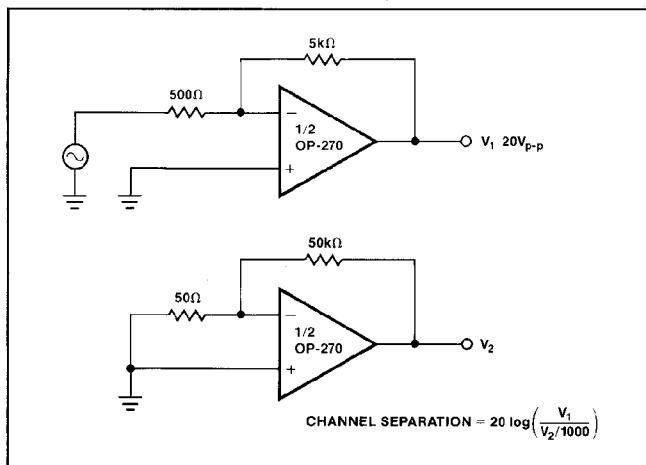 5kΩ
500Ω
−
1/2
OP-270
+
V₁ 20Vp-p
50kΩ
50Ω
−
1/2
OP-270
+
V₂
CHANNEL SEPARATION = 20 log(V₁ / V₂/1000)